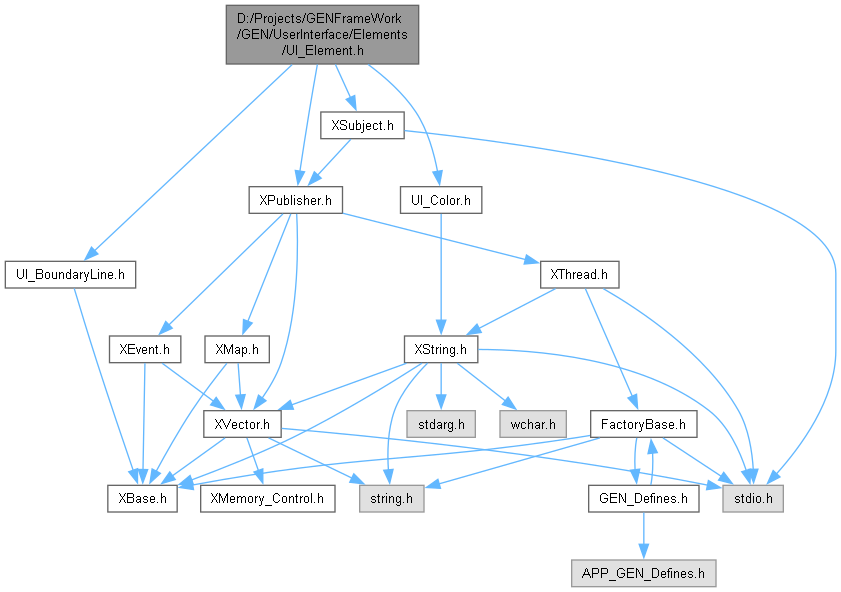 D:/Projects/GENFrameWork
/GEN/UserInterface/Elements
/UI_Element.h
XSubject.h
XPublisher.h
UI_Color.h
UI_BoundaryLine.h
XThread.h
XEvent.h
XMap.h
XString.h
XVector.h
stdarg.h
wchar.h
FactoryBase.h
XBase.h
XMemory_Control.h
string.h
GEN_Defines.h
stdio.h
APP_GEN_Defines.h